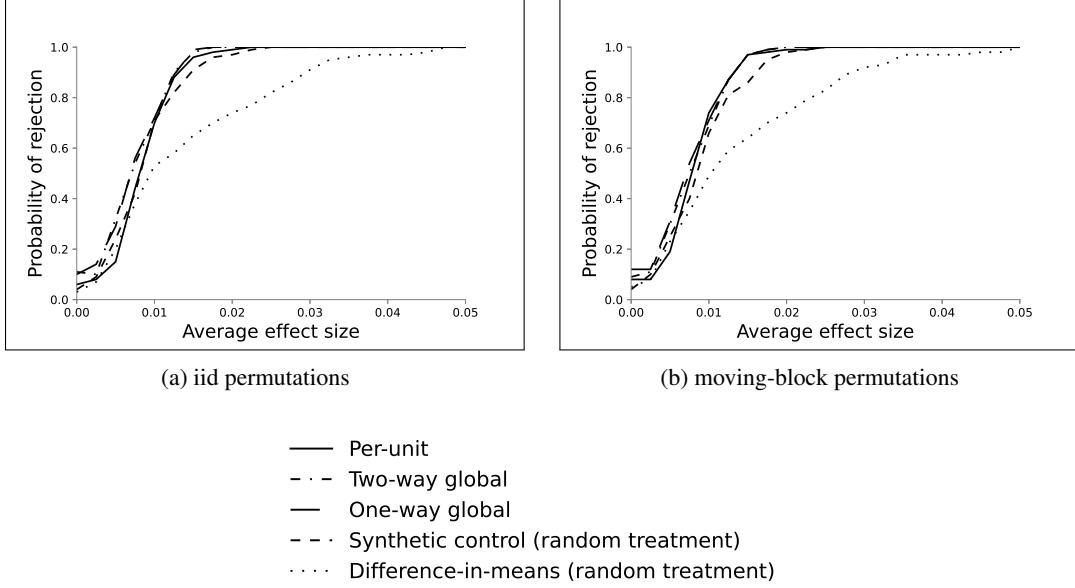 1.0
0.8
0.6
0.4
0.2
0.0
Probability of rejection
0.00 0.01 0.02 0.03 0.04 0.05
Average effect size
(a) iid permutations
1.0
0.8
0.6
0.4
0.2
0.0
Probability of rejection
0.00 0.01 0.02 0.03 0.04 0.05
Average effect size
(b) moving-block permutations
Per-unit
Two-way global
One-way global
Synthetic control (random treatment)
Difference-in-means (random treatment)